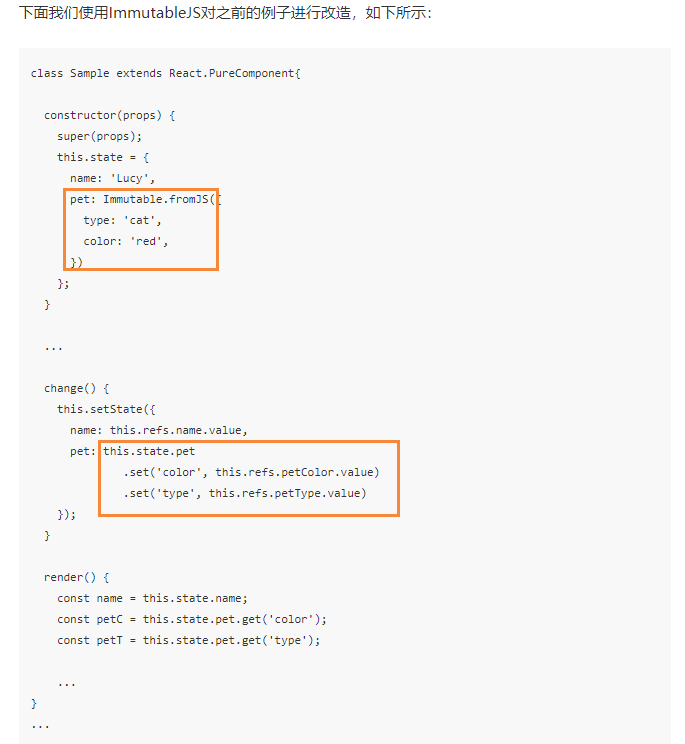 下面我们使用ImmutableJS对之前的例子进行改造，如下所示：
class Sample extends React.PureComponent{
constructor(props) {
super(props);
this.state = {
name: 'Lucy',
pet: Immutable.fromJS({
type: 'cat',
color: 'red',
})
};
}
...
change() {
this.setState({
name: this.refs.name.value,
pet: this.state.pet
.set('color', this.refs.petColor.value)
.set('type', this.refs.petType.value)
});
}
render() {
const name = this.state.name;
const petC = this.state.pet.get('color');
const petT = this.state.pet.get('type');
...
}
...